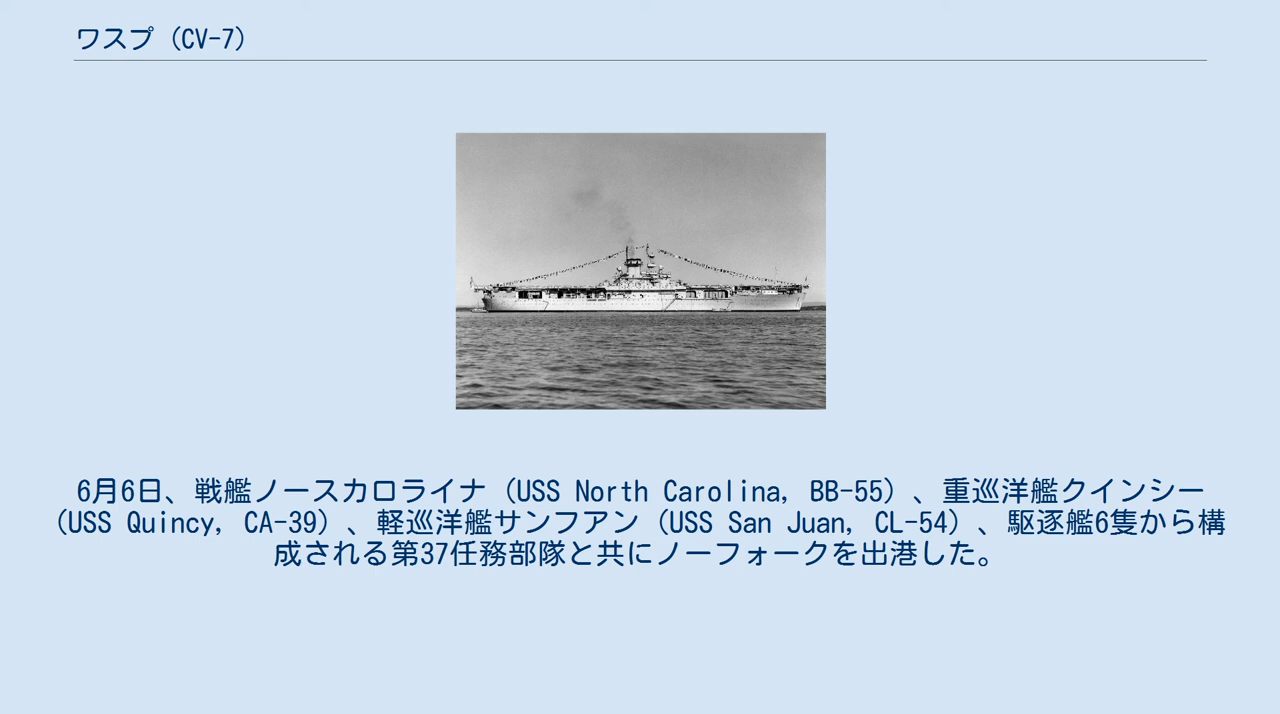 ワスプ（CV-7）
6月6日、戦艦ノースカロライナ（USS North Carolina, BB-55）、重巡洋艦クインシー
（USS Quincy, CA-39）、軽巡洋艦サンフアン（USS San Juan, CL-54）、駆逐艦6隻から構
成される第37任務部隊と共にノーフォークを出港した。